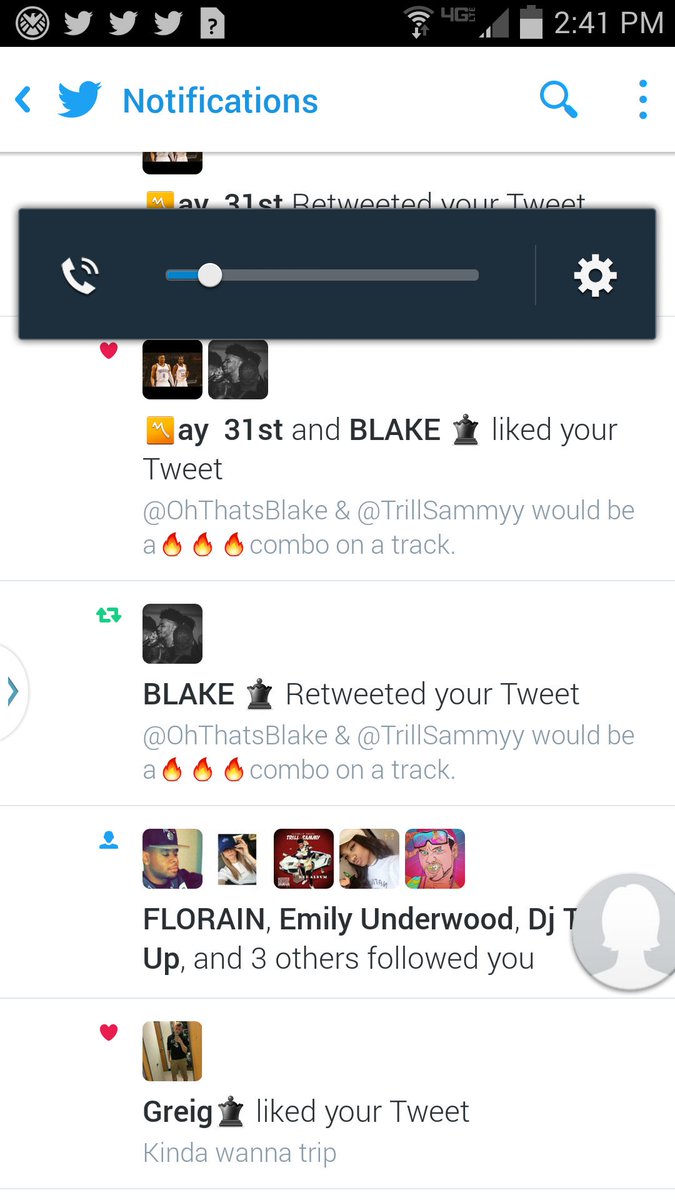 4G LTE 2:41 PM
Notifications
ay 31st Retweeted your Tweet
ay 31st and BLAKE liked your
Tweet
@OhThatsBlake & @TrillSammyy would be
a🔥🔥🔥combo on a track.
BLAKE Retweeted your Tweet
@OhThatsBlake & @TrillSammyy would be
a🔥🔥🔥combo on a track.
TRILL SAMMY
FLORAIN, Emily Underwood, Dj T
Up, and 3 others followed you
Greig liked your Tweet
Kinda wanna trip